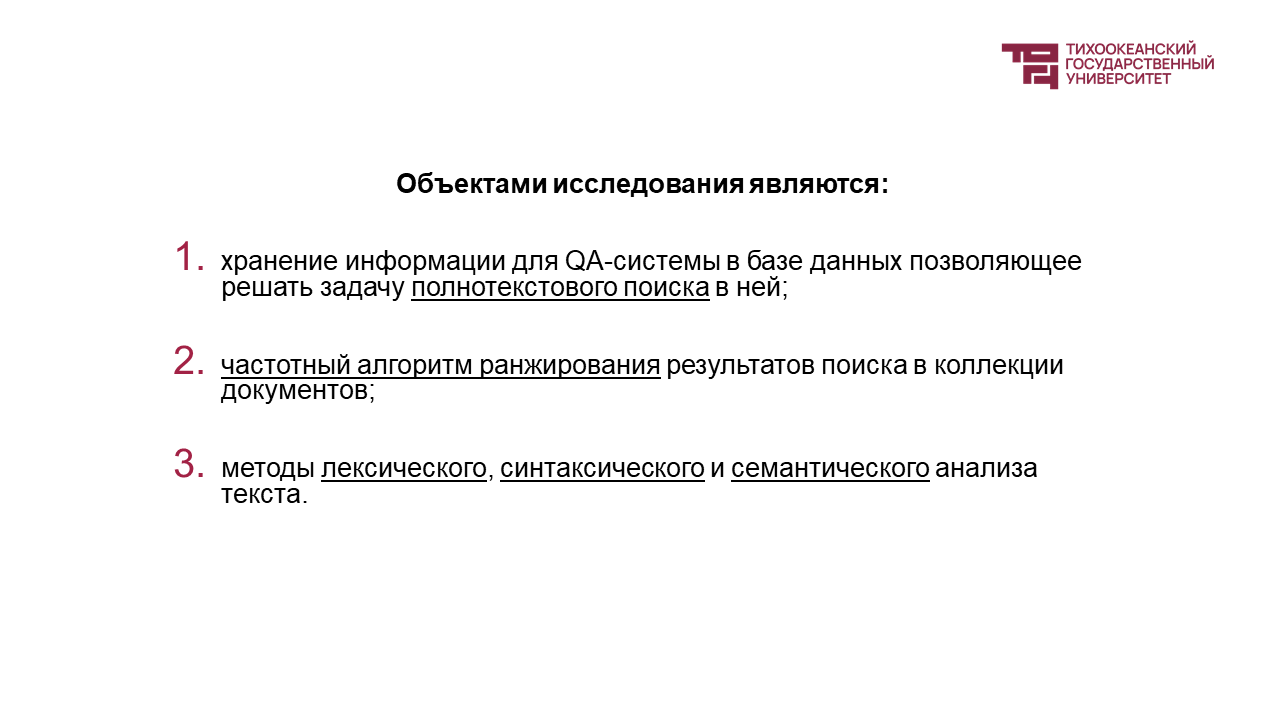 ТИХООКЕАНСКИЙ
ГОСУДАРСТВЕННЫЙ
УНИВЕРСИТЕТ
Объектами исследования являются:
1. хранение информации для QA-системы в базе данных позволяющее
решать задачу полнотекстового поиска в ней;
2. частотный алгоритм ранжирования результатов поиска в коллекции
документов;
3. методы лексического, синтаксического и семантического анализа
текста.